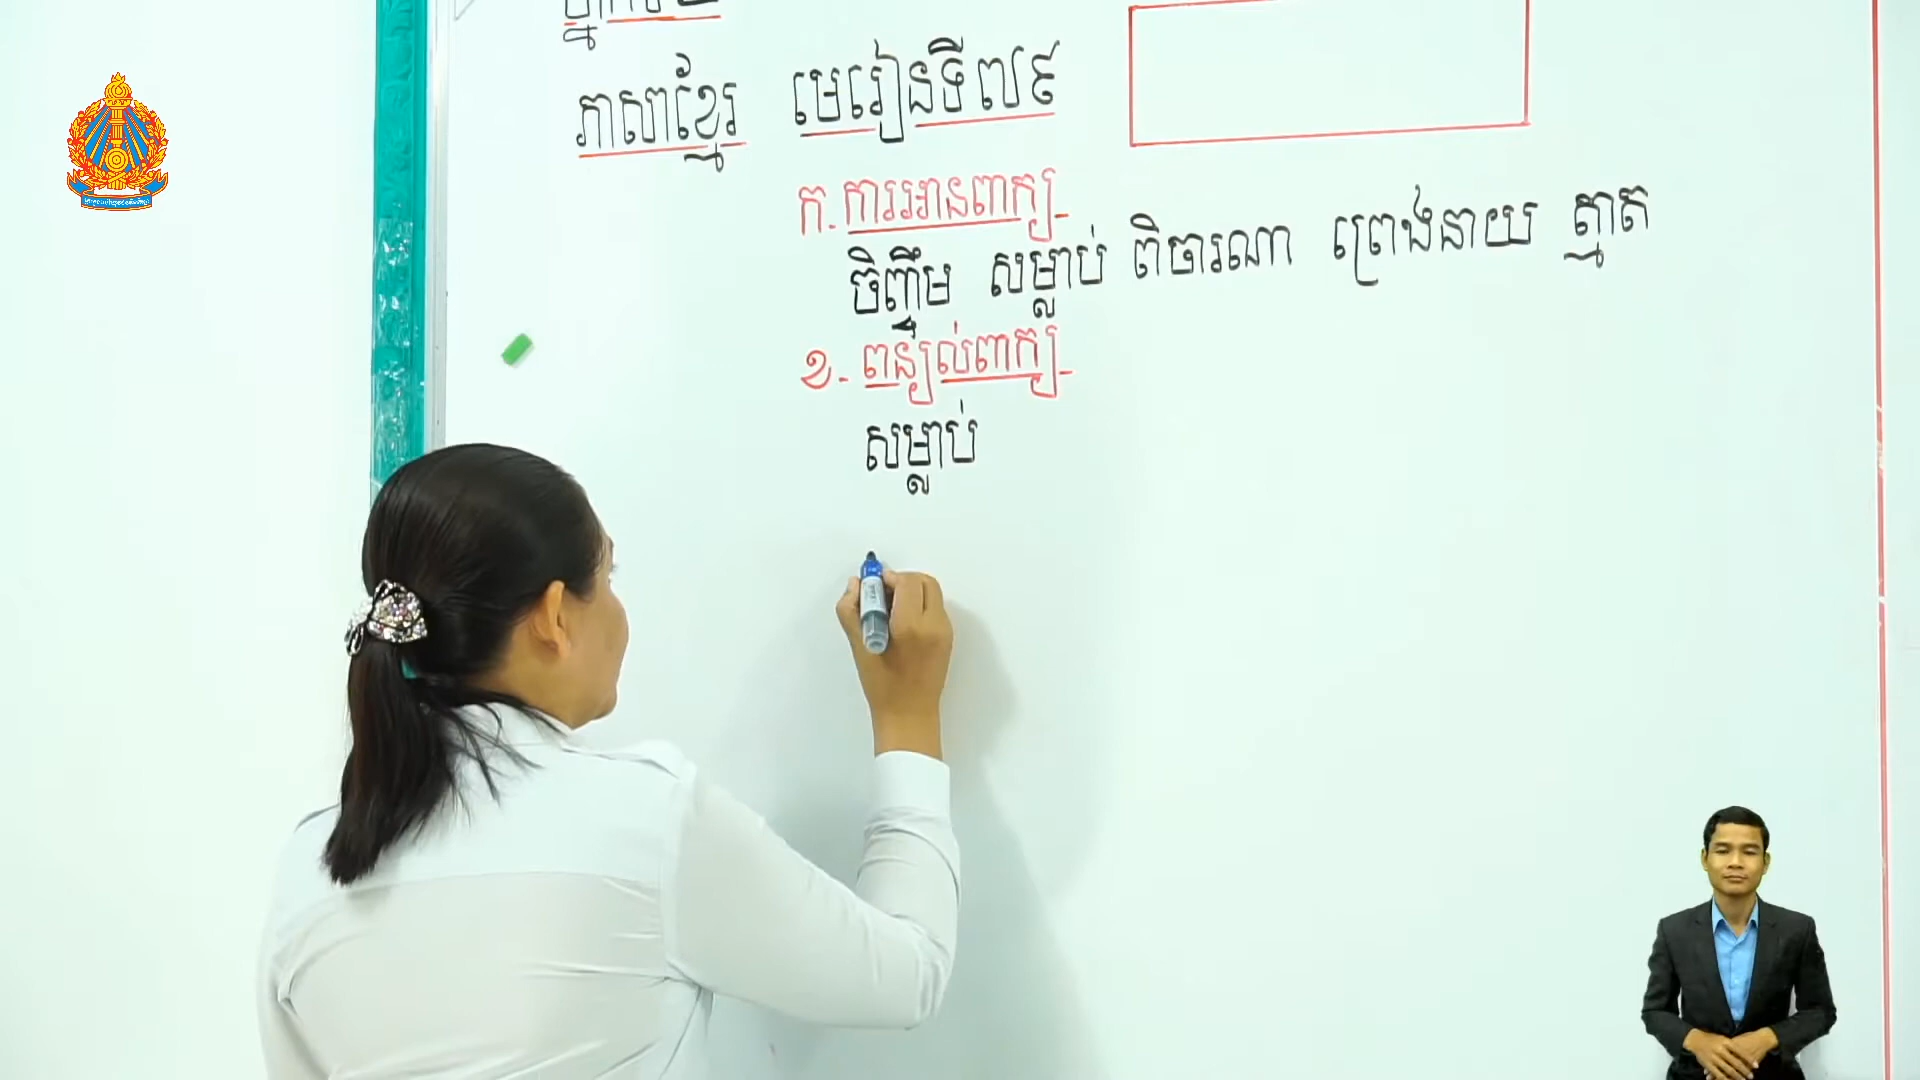 ភាសាខ្មែរ មេរៀនទី៧៩
ក. ការអានពាក្យ
ចិញ្ចឹម សម្លាប់ ពិចារណា ព្រេងនាយ ត្មាត
ខ. ពន្យល់ពាក្យ
សម្លាប់